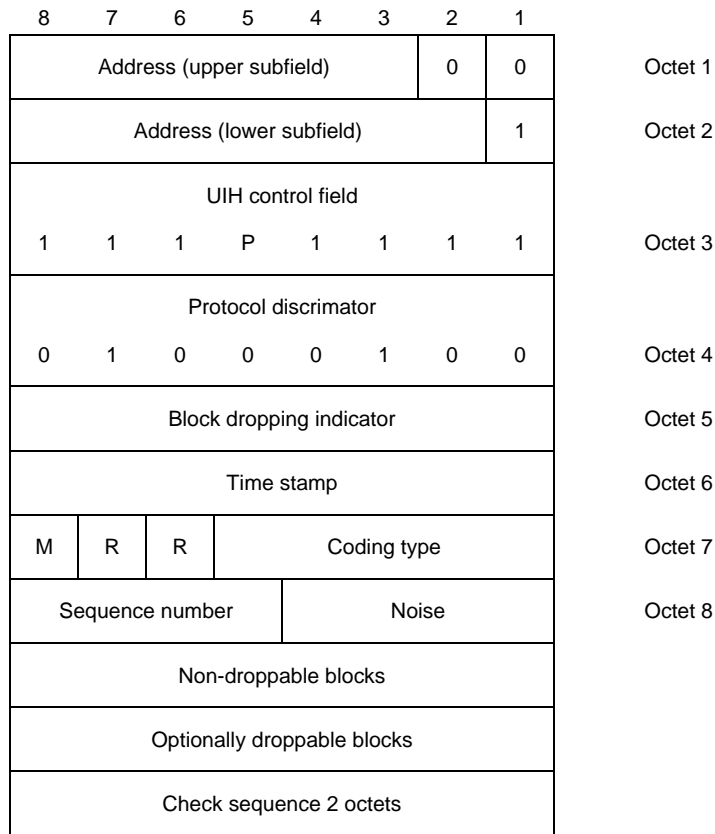 8 7 6 5 4 3 2 1
Address (upper subfield) 0 0 Octet 1
Address (lower subfield) 1 Octet 2
UIH control field
1 1 1 P 1 1 1 1 Octet 3
Protocol discrimator
0 1 0 0 0 1 0 0 Octet 4
Block dropping indicator Octet 5
Time stamp Octet 6
M R R Coding type Octet 7
Sequence number Noise Octet 8
Non-droppable blocks
Optionally droppable blocks
Check sequence 2 octets